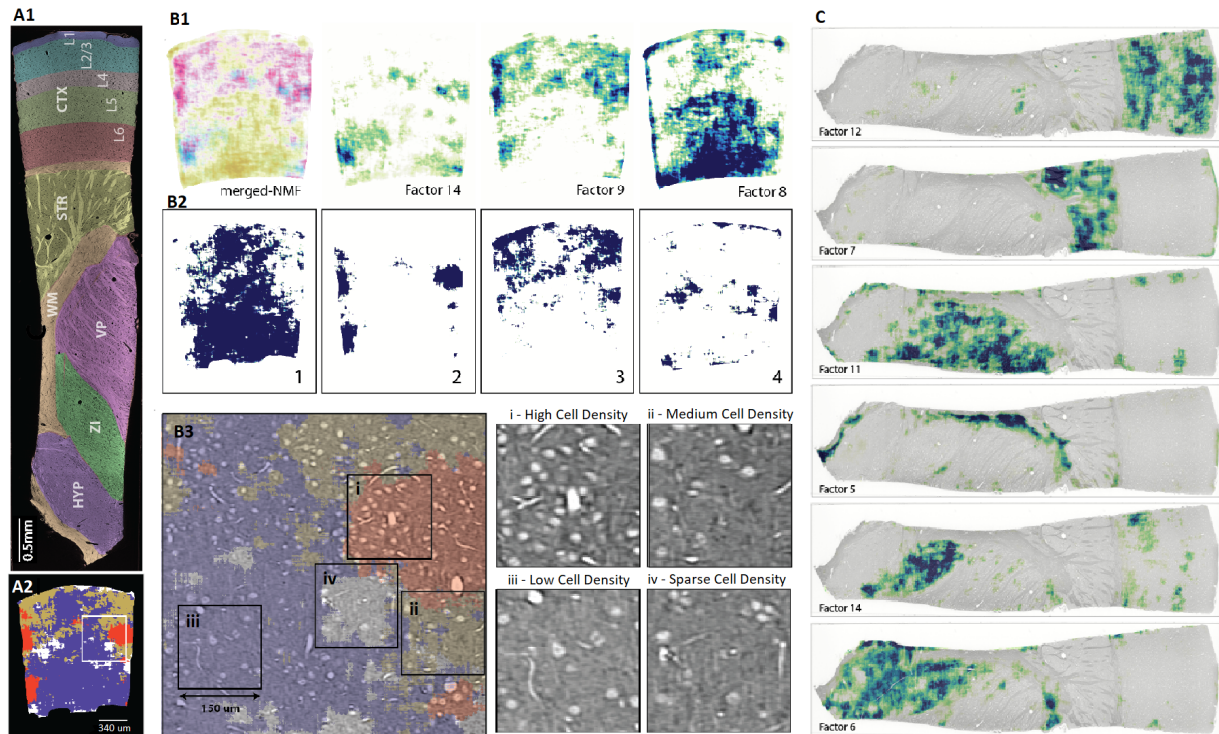 A1
L1
L2/3
L4
CTX
L5
L6
STR
WM
VP
ZI
HYP
0.5mm
A2
340 um
B1
merged-NMF
Factor 14
Factor 9
Factor 8
B2
1
2
3
4
B3
i
iv
ii
iii
150 um
i - High Cell Density
ii - Medium Cell Density
iii - Low Cell Density
iv - Sparse Cell Density
C
Factor 12
Factor 7
Factor 11
Factor 5
Factor 14
Factor 6